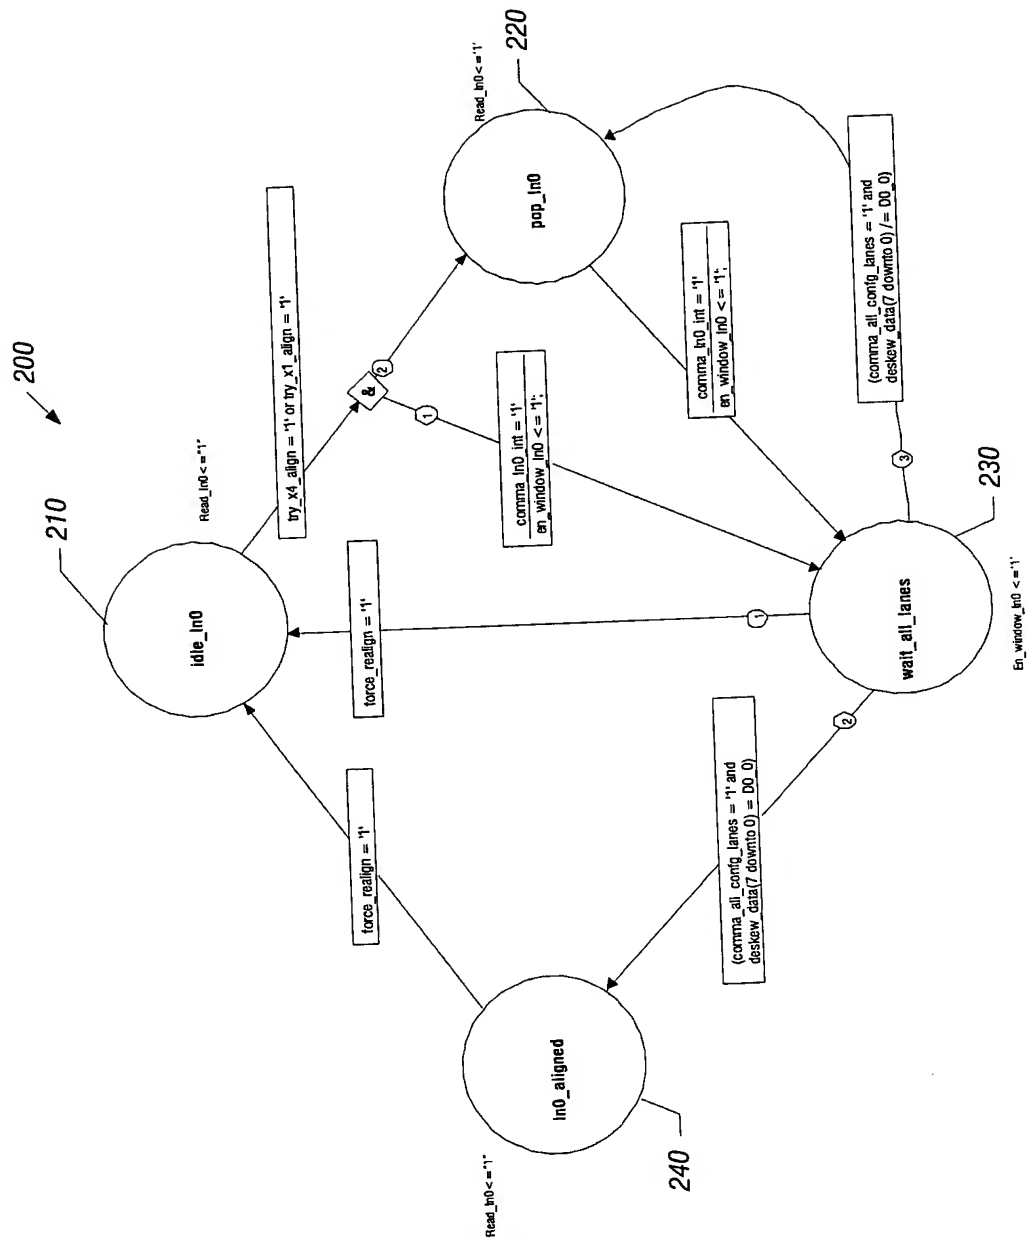 200
210
Read_ln0<="1"
idle_ln0
try_x4_align = '1' or try_x1_align = '1'
&
1
2
Read_ln0<='1'
220
pop_ln0
force_realign = '1'
force_realign = '1'
comma_ln0_int = '1'
en_window_ln0 <= '1';
comma_ln0_int = '1'
en_window_ln0 <= '1';
(comma_all_confg_lanes = '1' and
deskew_data(7 downto 0) /= D0_0)
1
2
3
wait_all_lanes
230
En_window_ln0 <='1'
(comma_all_confg_lanes = '1' and
deskew_data(7 downto 0) = D0_0)
ln0_aligned
240
Read_ln0<="1"